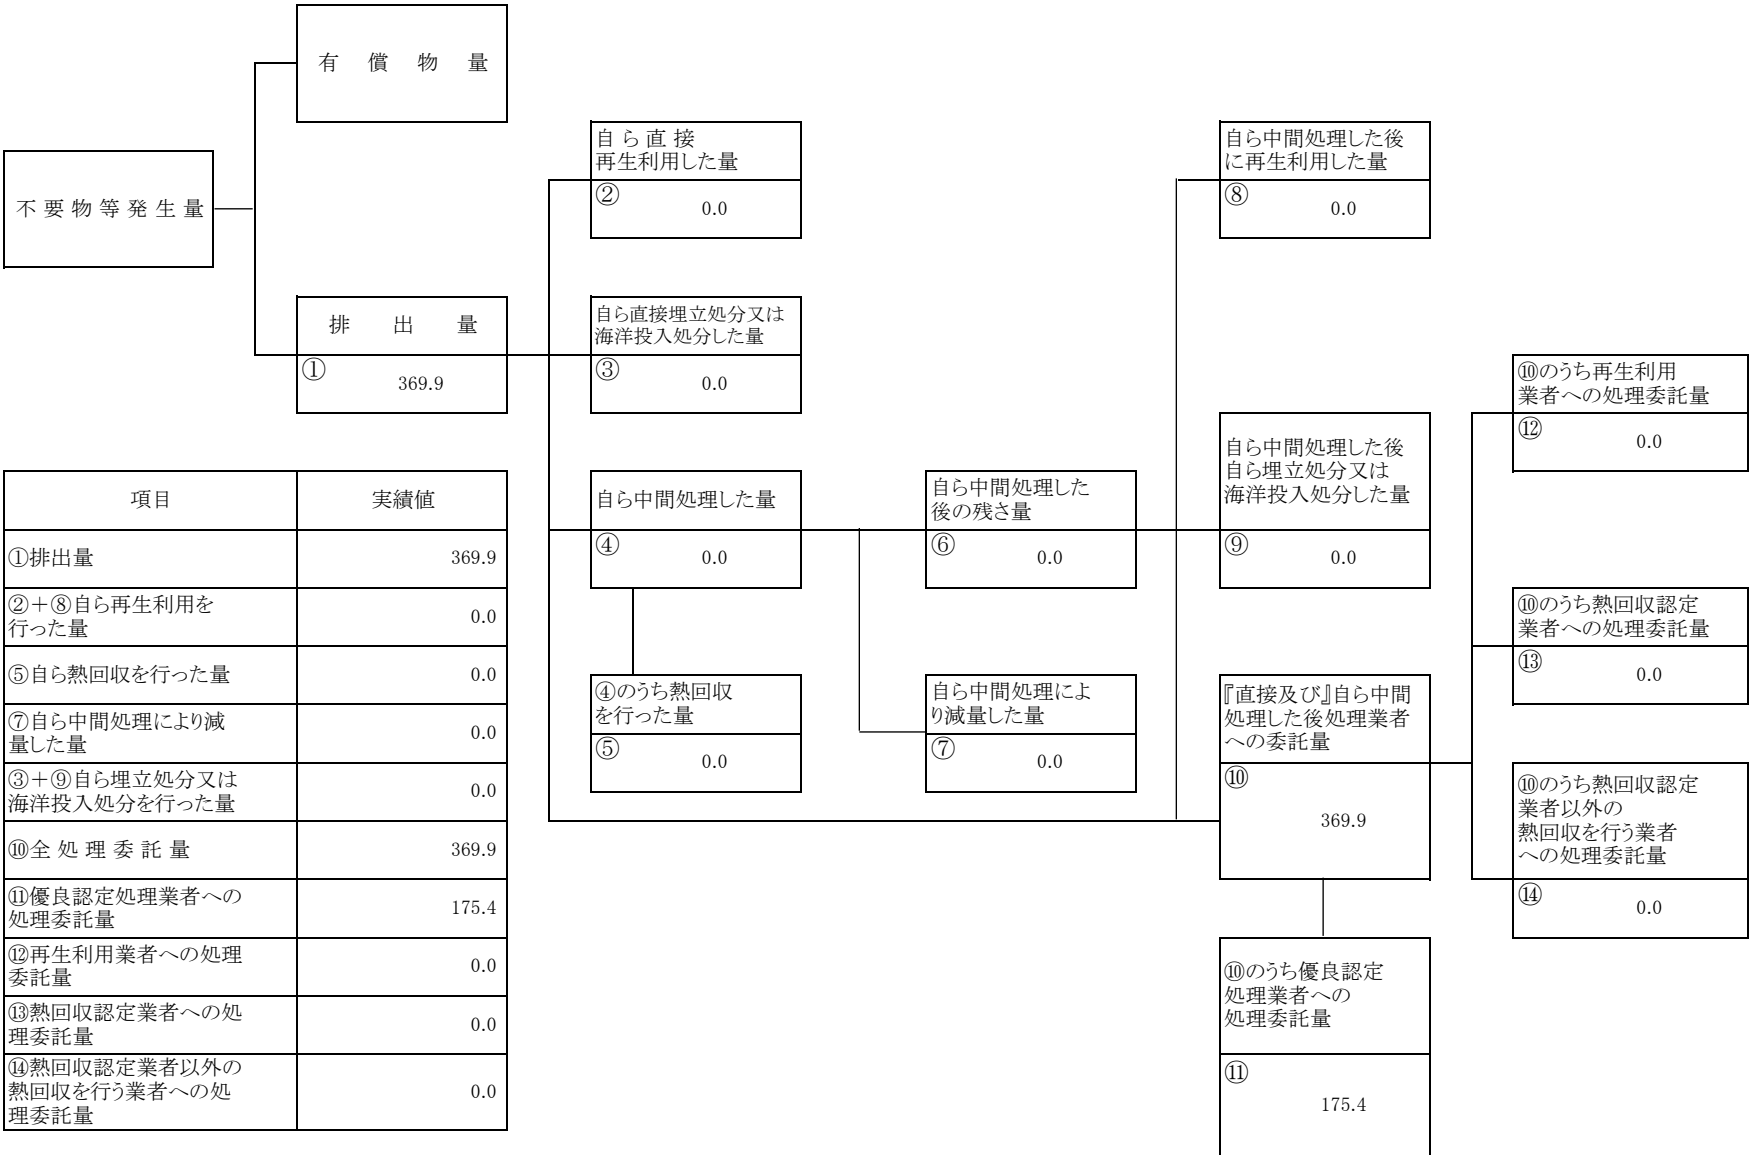 有　償　物　量
不要物等発生量
自 ら 直 接
再生利用した量
②
0.0
自ら中間処理した後
に再生利用した量
⑧
0.0
排　出　量
①
369.9
自ら直接埋立処分又は
海洋投入処分した量
③
0.0
⑩のうち再生利用
業者への処理委託量
⑫
0.0
自ら中間処理した量
④
0.0
自ら中間処理した
後の残さ量
⑥
0.0
自ら中間処理した後
自ら埋立処分又は
海洋投入処分した量
⑨
0.0
⑩のうち熱回収認定
業者への処理委託量
⑬
0.0
④のうち熱回収
を行った量
⑤
0.0
自ら中間処理によ
り減量した量
⑦
0.0
『直接及び』自ら中間
処理した後処理業者
への委託量
⑩
369.9
⑩のうち熱回収認定
業者以外の
熱回収を行う業者
への処理委託量
⑭
0.0
⑩のうち優良認定
処理業者への
処理委託量
⑪
175.4
項目 実績値
①排出量 369.9
②＋⑧自ら再生利用を
行った量 0.0
⑤自ら熱回収を行った量 0.0
⑦自ら中間処理により減
量した量 0.0
③＋⑨自ら埋立処分又は
海洋投入処分を行った量 0.0
⑩全 処 理 委 託 量 369.9
⑪優良認定処理業者への
処理委託量 175.4
⑫再生利用業者への処理
委託量 0.0
⑬熱回収認定業者への処
理委託量 0.0
⑭熱回収認定業者以外の
熱回収を行う業者への処
理委託量 0.0